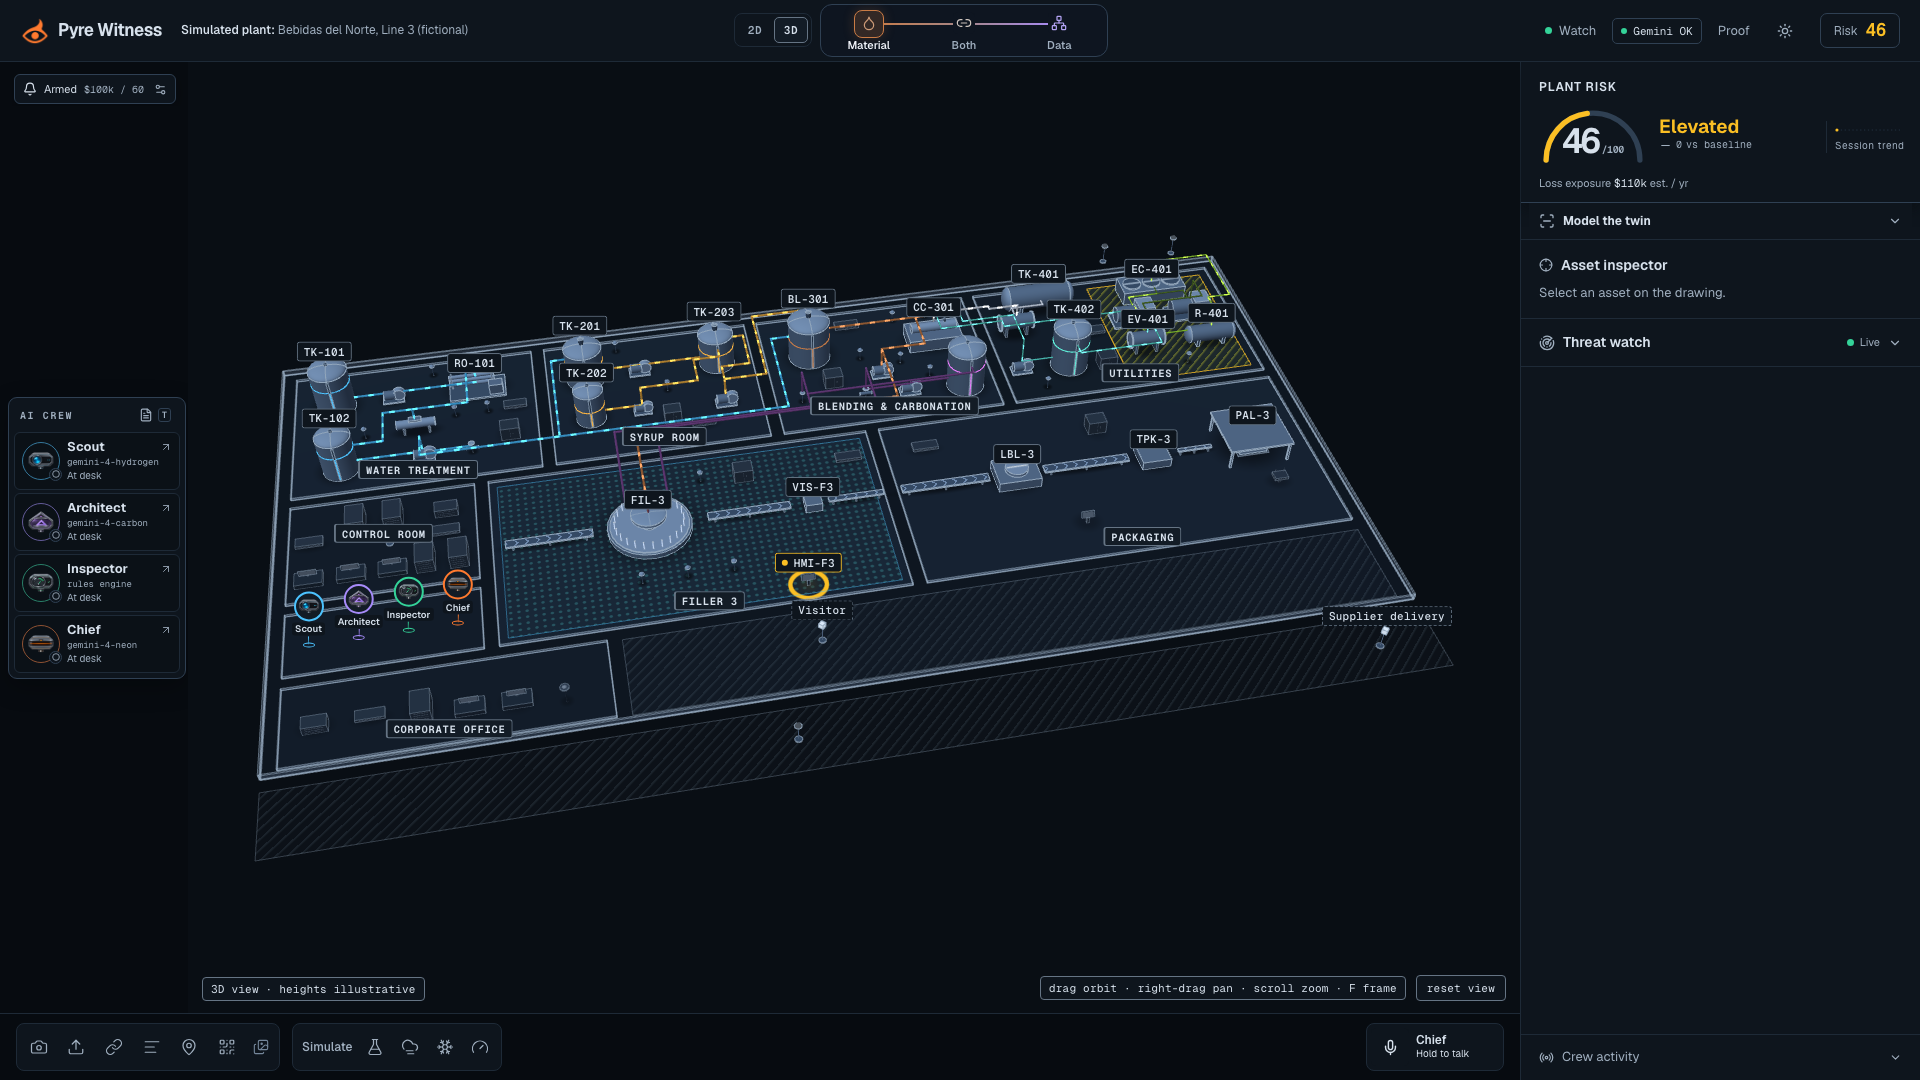 Pyre Witness
Simulated plant: Bebidas del Norte, Line 3 (fictional)
2D 3D
Material Both Data
Watch
Gemini OK
Proof
Risk 46
Armed $100k / 60
AI CREW T
Scout
gemini-4-hydrogen
At desk
Architect
gemini-4-carbon
At desk
Inspector
rules engine
At desk
Chief
gemini-4-neon
At desk
TK-101
RO-101
TK-102
WATER TREATMENT
TK-201
TK-202
TK-203
SYRUP ROOM
BL-301
CC-301
BLENDING & CARBONATION
TK-401
EC-401
TK-402
EV-401
R-401
UTILITIES
CONTROL ROOM
FIL-3
VIS-F3
HMI-F3
FILLER 3
LBL-3
TPK-3
PAL-3
PACKAGING
Scout
Architect
Inspector
Chief
Visitor
Supplier delivery
CORPORATE OFFICE
3D view · heights illustrative
drag orbit · right-drag pan · scroll zoom · F frame
reset view
Simulate
Chief
Hold to talk
PLANT RISK
46 /100
Elevated
— 0 vs baseline
Session trend
Loss exposure $110k est. / yr
Model the twin
Asset inspector
Select an asset on the drawing.
Threat watch
Live
Crew activity